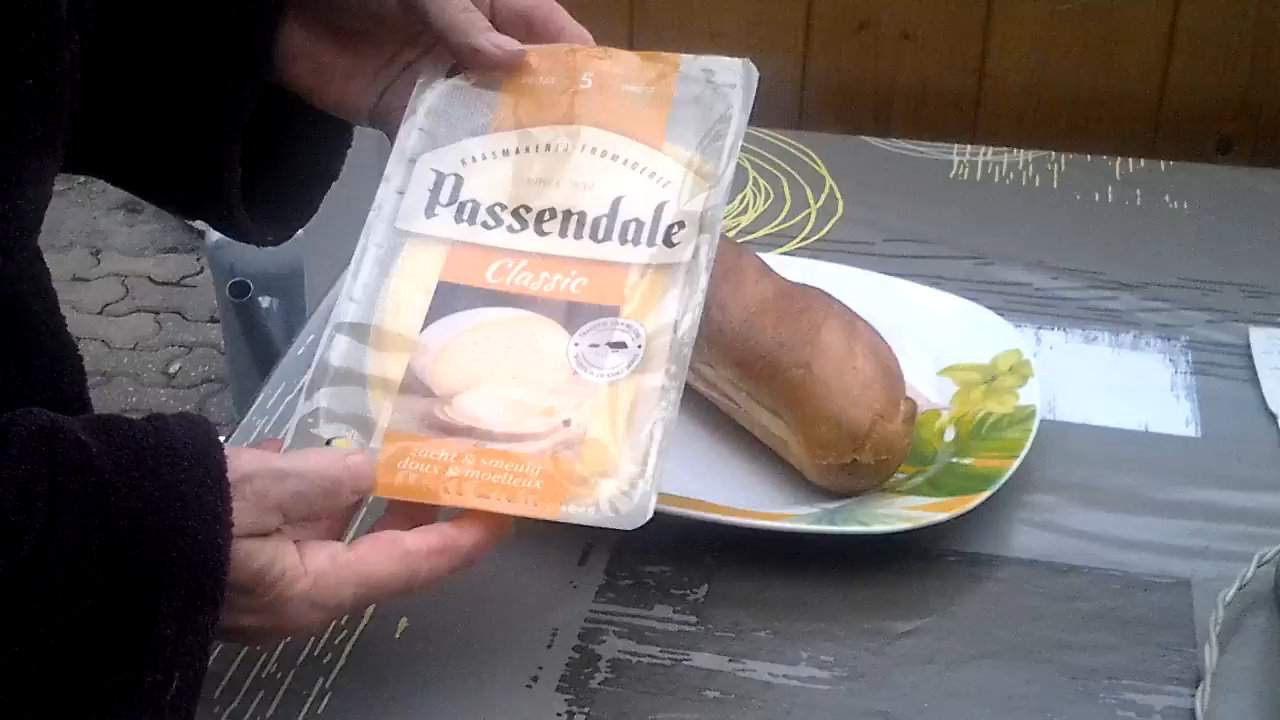 5
KAASMAKERIJ-FROMAGERIE
Passendale
Classic
zacht & smeuïg
doux & moelleux